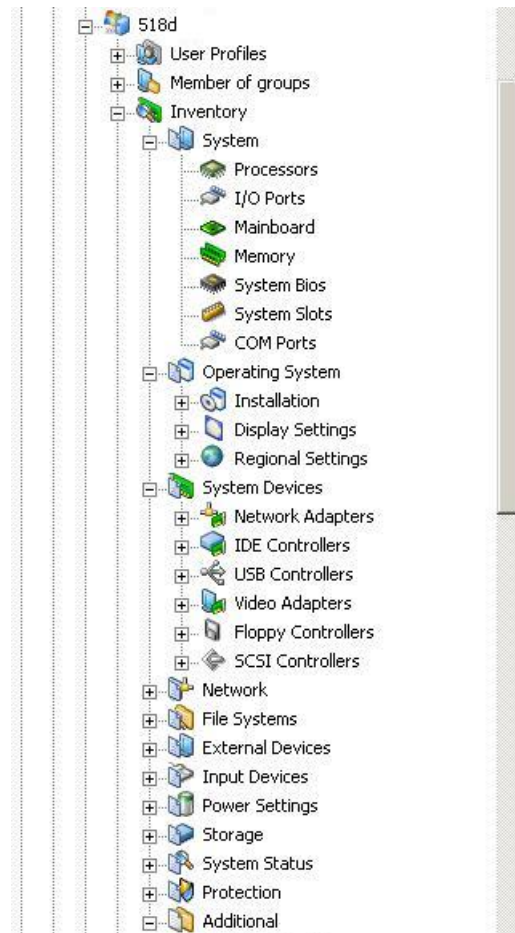 518d
User Profiles
Member of groups
Inventory
System
Processors
I/O Ports
Mainboard
Memory
System Bios
System Slots
COM Ports
Operating System
Installation
Display Settings
Regional Settings
System Devices
Network Adapters
IDE Controllers
USB Controllers
Video Adapters
Floppy Controllers
SCSI Controllers
Network
File Systems
External Devices
Input Devices
Power Settings
Storage
System Status
Protection
Additional